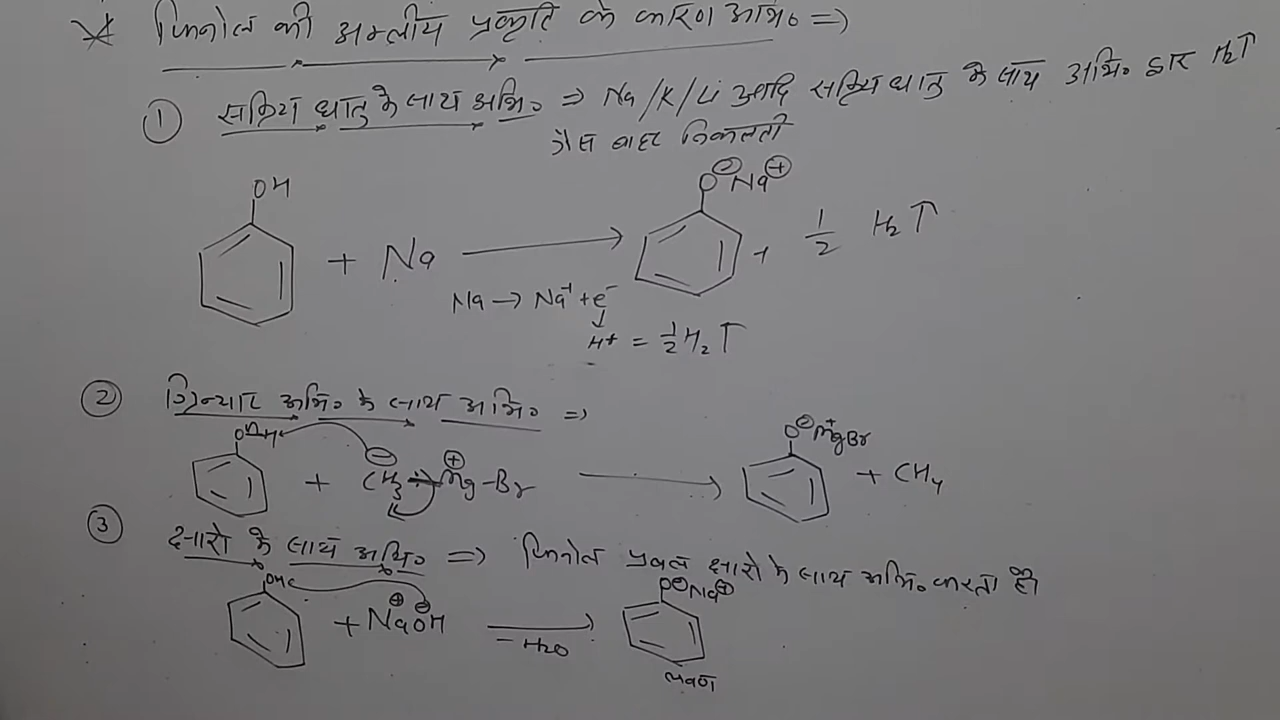 फिनोल की अम्लीय प्रकृति के कारण अभि० =>
① सक्रिय धातु के साथ अभि० => Na/K/Li आदि सक्रिय धातु के साथ अभि० द्वारा H₂↑
गैस बाहर निकलती
OH + Na → O⊖Na⊕ + 1/2 H₂↑
Na → Na⁺ + e⁻
↓
H+ = 1/2 H₂ ↑
② ग्रिन्यार अभि० के साथ अभि० =>
OH + ⊖CH₃ ⊕Mg-Br → O⊖M⁺gBr + CH₄
③ क्षारो के साथ अभि० => फिनोल प्रबल क्षारो के साथ अभि० करता है
OH + Na⊕O⊖H → O⊖Na⊕
- H₂O
लवण